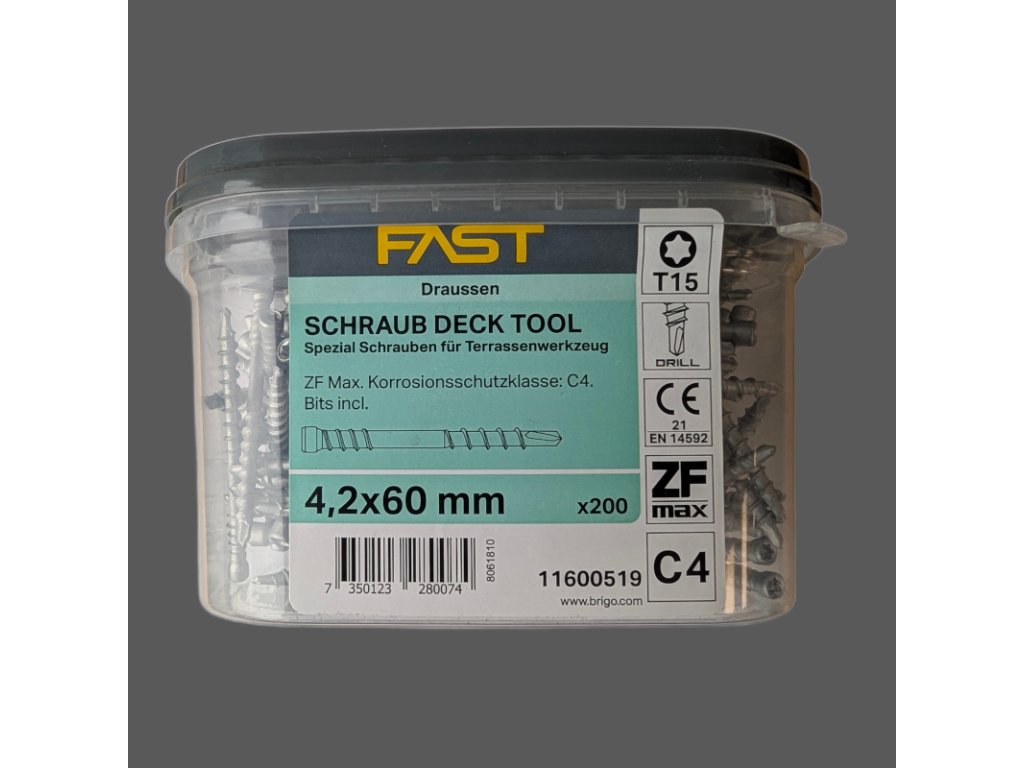 FAST
Draussen
SCHRAUB DECK TOOL
Spezial Schrauben für Terrassenwerkzeug
ZF Max. Korrosionsschutzklasse: C4.
Bits incl.
4,2x60 mm
x200
7 350123 280074
8061810
11600519
www.brigo.com
T15
DRILL
CE
21
EN 14592
ZF
max
C4